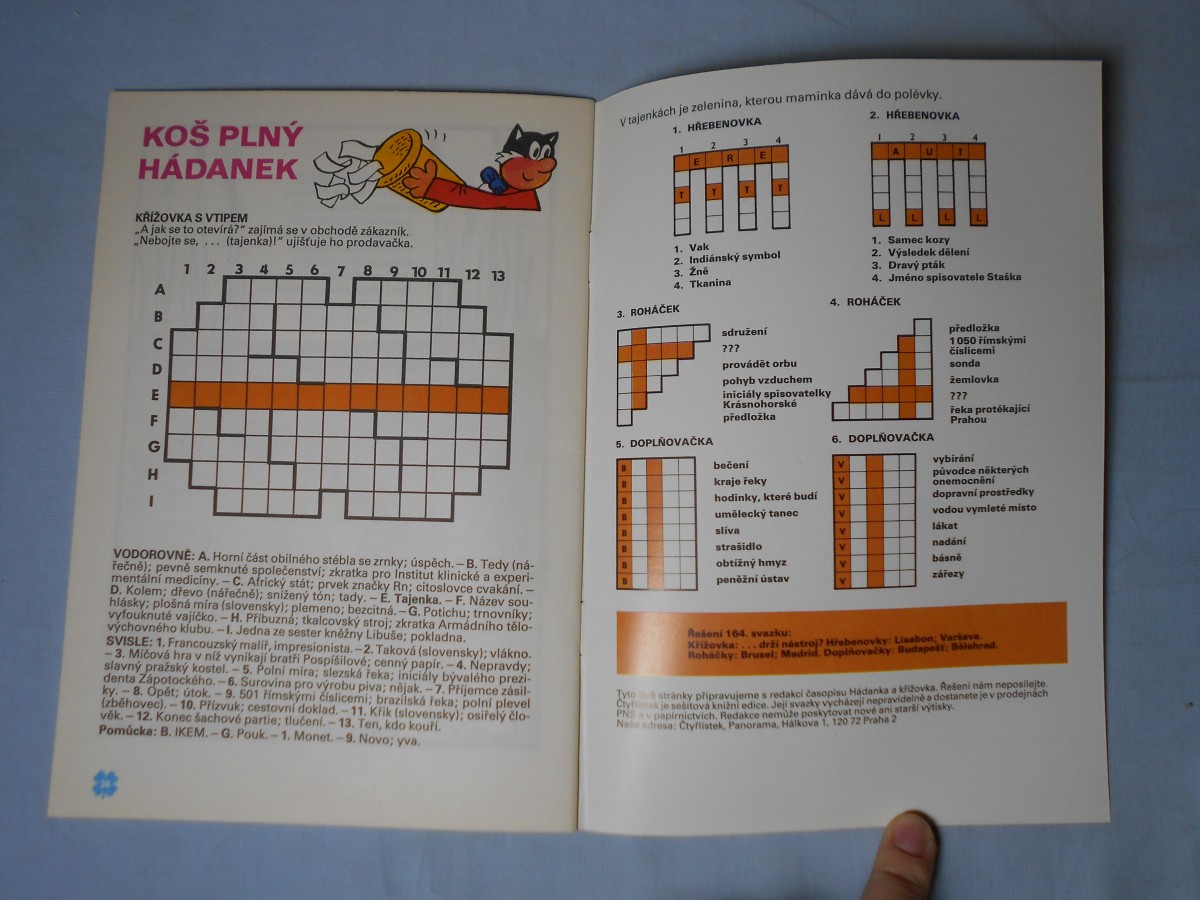 KOŠ PLNÝ
HÁDANEK
KŘÍŽOVKA S VTIPEM
„A jak se to otevírá?“ zajímá se v obchodě zákazník.
„Nebojte se, ... (tajenka)!“ ujišťuje ho prodavačka.
1 2 3 4 5 6 7 8 9 10 11 12 13
A
B
C
D
E
F
G
H
I
VODOROVNĚ: A. Horní část obilného stébla se zrnky; úspěch. – B. Tedy (ná-
řečně); pevně semknuté společenství; zkratka pro Institut klinické a experi-
mentální medicíny. – C. Africký stát; prvek značky Rn; citoslovce cvakání. –
D. Kolem; dřevo (nářečně); snížený tón; tady. – E. Tajenka. – F. Název sou-
hlásky; plošná míra (slovensky); plemeno; bezcitná. – G. Potichu; trnovníky;
vyfouknuté vajíčko. – H. Příbuzná; tkalcovský stroj; zkratka Armádního tělo-
výchovného klubu. – I. Jedna ze sester kněžny Libuše; pokladna.
SVISLE: 1. Francouzský malíř, impresionista. – 2. Taková (slovensky); vlákno.
– 3. Míčová hra v níž vynikají bratři Pospíšilové; cenný papír. – 4. Nepravdy;
slavný pražský kostel. – 5. Polní míra; slezská řeka; iniciály bývalého prezi-
denta Zápotockého. – 6. Surovina pro výrobu piva; nějak. – 7. Příjemce zásil-
ky. – 8. Opět; útok. – 9. 501 římskými číslicemi; brazilská řeka; polní plevel
(zběhovec). – 10. Přízvuk; cestovní doklad. – 11. Křik (slovensky); osiřelý člo-
věk. – 12. Konec šachové partie; tlučení. – 13. Ten, kdo kouří.
Pomůcka: B. IKEM. – G. Pouk. – 1. Monet. – 9. Novo; yva.
V tajenkách je zelenina, kterou maminka dává do polévky.
1. HŘEBENOVKA
1 2 3 4
E R E
T T T T
1. Vak
2. Indiánský symbol
3. Žně
4. Tkanina
2. HŘEBENOVKA
1 2 3 4
A U T
L L L L
1. Samec kozy
2. Výsledek dělení
3. Dravý pták
4. Jméno spisovatele Staška
3. ROHÁČEK
sdružení
???
provádět orbu
pohyb vzduchem
iniciály spisovatelky
Krásnohorské
předložka
4. ROHÁČEK
předložka
1 050 římskými
číslicemi
sonda
žemlovka
???
řeka protékající
Prahou
5. DOPLŇOVAČKA
B
B
B
B
B
B
B
B
bečení
kraje řeky
hodinky, které budí
umělecký tanec
slíva
strašidlo
obtížný hmyz
peněžní ústav
6. DOPLŇOVAČKA
V
V
V
V
V
V
V
V
vybírání
původce některých
onemocnění
dopravní prostředky
vodou vymleté místo
lákat
nadání
básně
zářezy
Řešení 164. svazku:
Křížovka: ... drží nástroj? Hřebenovky: Lisabon; Varšava.
Roháčky: Brusel; Madrid. Doplňovačky: Budapešť; Bělehrad.
Tyto dvě stránky připravujeme s redakcí časopisu Hádanka a křížovka. Řešení nám neposílejte.
Čtyřlístek je sešitová knižní edice. Její svazky vycházejí nepravidelně a dostanete je v prodejnách
PNS a v papírnictvích. Redakce nemůže poskytovat nové ani starší výtisky.
Naše adresa: Čtyřlístek, Panorama, Hálkova 1, 120 72 Praha 2